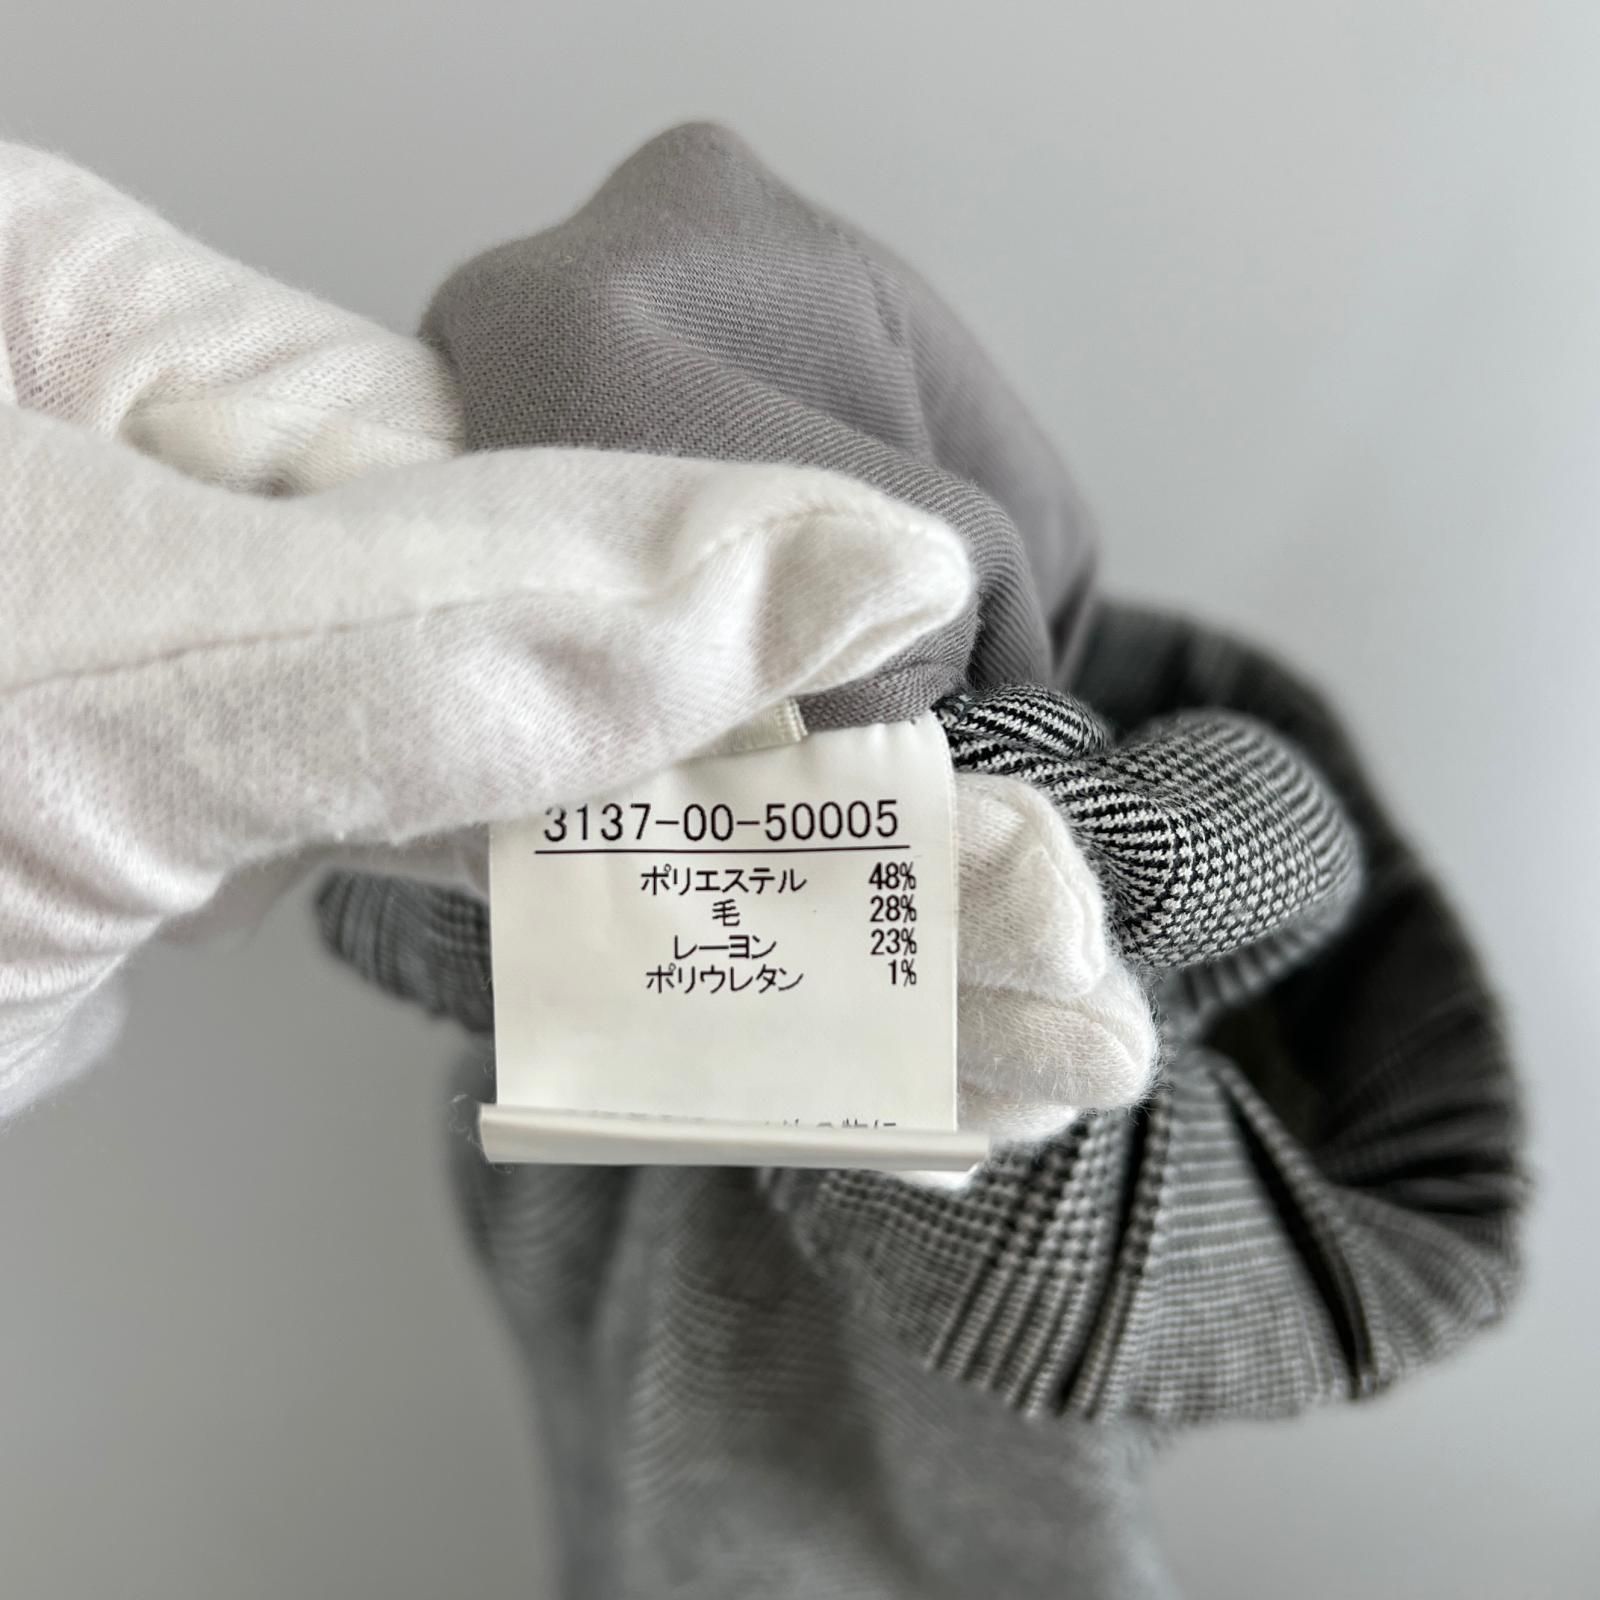 3137-00-50005
ポリエステル 48%
毛 28%
レーヨン 23%
ポリウレタン 1%